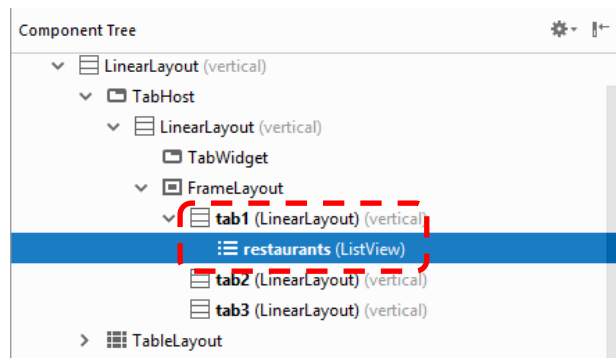 Component Tree
LinearLayout (vertical)
TabHost
LinearLayout (vertical)
TabWidget
FrameLayout
tab1 (LinearLayout) (vertical)
restaurants (ListView)
tab2 (LinearLayout) (vertical)
tab3 (LinearLayout) (vertical)
TableLayout